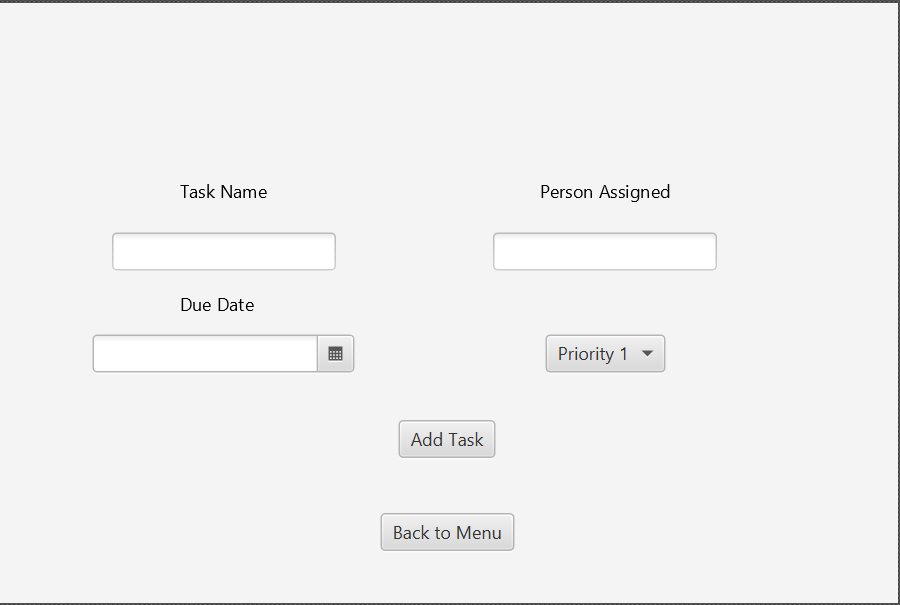 Task Name
Person Assigned
Due Date
Priority 1
Add Task
Back to Menu